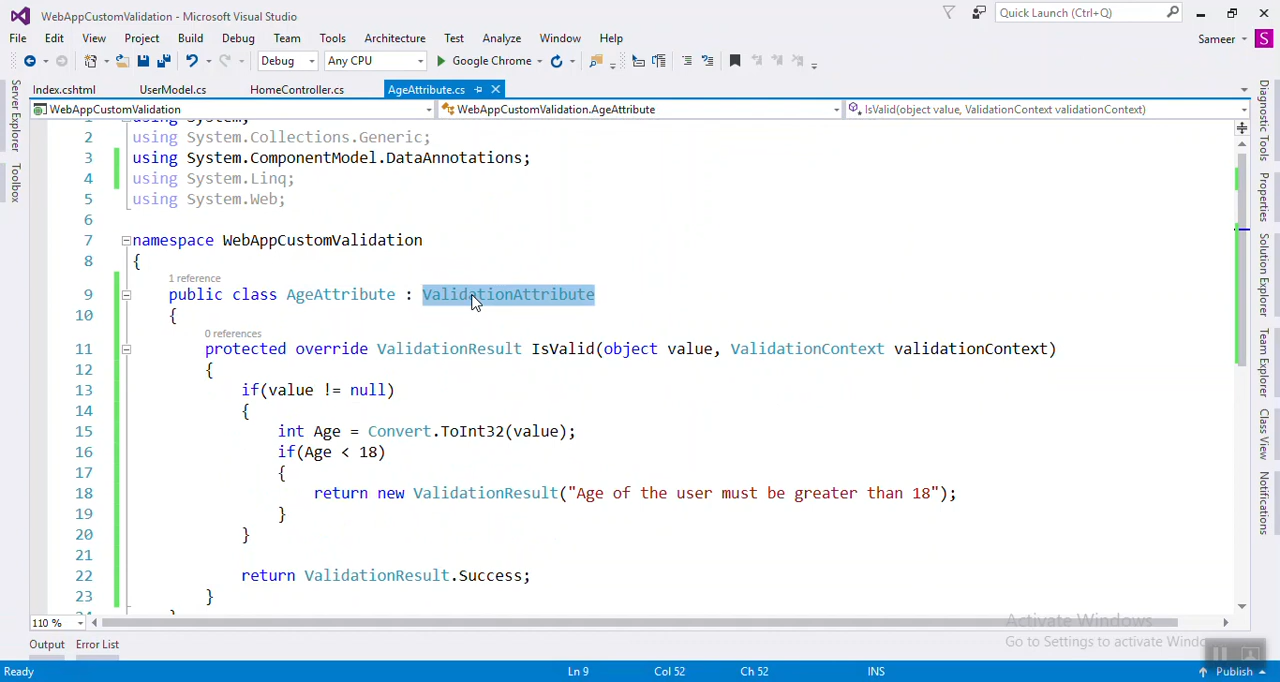 WebAppCustomValidation - Microsoft Visual Studio
Quick Launch (Ctrl+Q)
File Edit View Project Build Debug Team Tools Architecture Test Analyze Window Help
Sameer S
Debug Any CPU Google Chrome
Index.cshtml UserModel.cs HomeController.cs AgeAttribute.cs
WebAppCustomValidation WebAppCustomValidation.AgeAttribute IsValid(object value, ValidationContext validationContext)
Server Explorer
Toolbox
1 using System;
2 using System.Collections.Generic;
3 using System.ComponentModel.DataAnnotations;
4 using System.Linq;
5 using System.Web;
6
7 namespace WebAppCustomValidation
8 {
1 reference
9 public class AgeAttribute : ValidationAttribute
10 {
0 references
11 protected override ValidationResult IsValid(object value, ValidationContext validationContext)
12 {
13 if(value != null)
14 {
15 int Age = Convert.ToInt32(value);
16 if(Age < 18)
17 {
18 return new ValidationResult("Age of the user must be greater than 18");
19 }
20 }
21
22 return ValidationResult.Success;
23 }
24 }
Diagnostic Tools
Properties
Solution Explorer
Team Explorer
Class View
Notifications
110 %
Activate Windows
Go to Settings to activate Windo
Output Error List
Ready Ln 9 Col 52 Ch 52 INS Publish